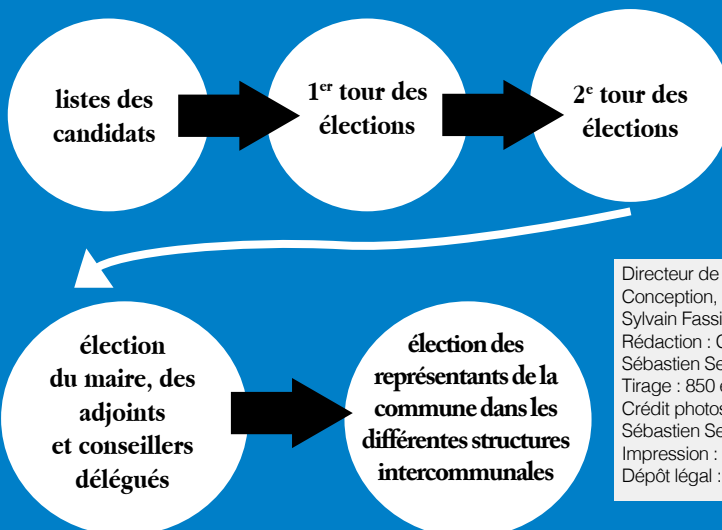 listes des
candidats
1er tour des
élections
2e tour des
élections
élection
du maire, des
adjoints
et conseillers
délégués
élection des
représentants de la
commune dans les
différentes structures
intercommunales
Directeur de
Conception,
Sylvain Fassi
Rédaction :
Sébastien Se
Tirage : 850
Crédit photos
Sébastien Se
Impression :
Dépôt légal :